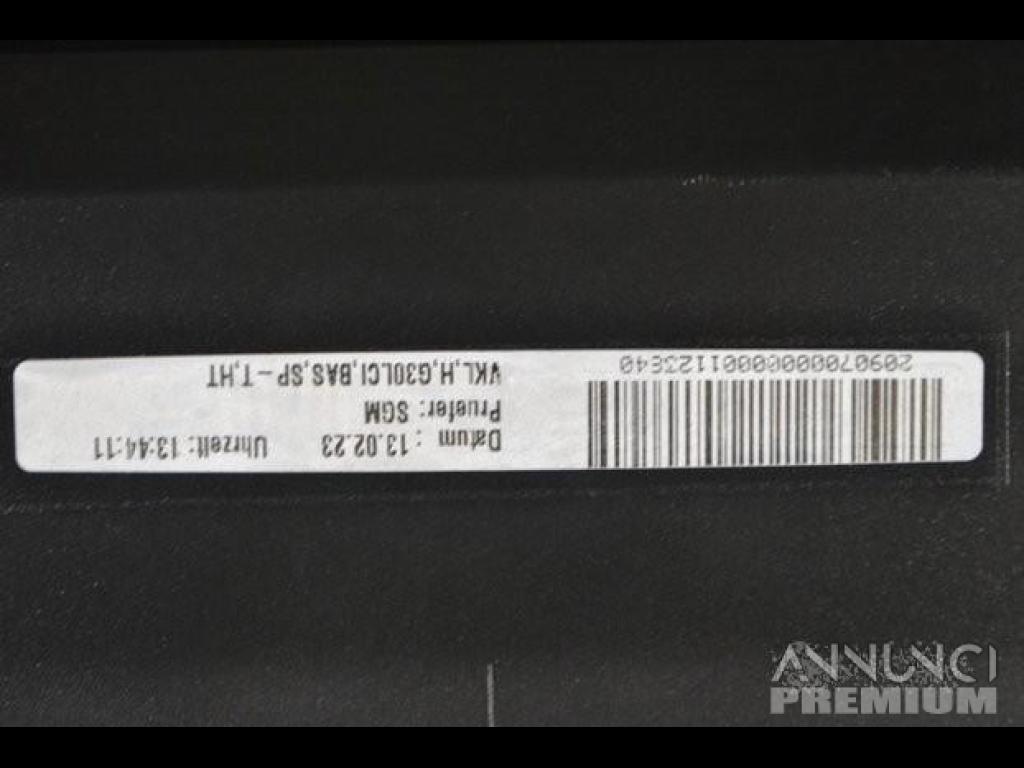 Datum : 13.02.23 Uhrzeit: 13:44:11
Pruefer: SGM
VKL,H,G30LCI,BAS,SP-T,HT
ANNUNCI
PREMIUM